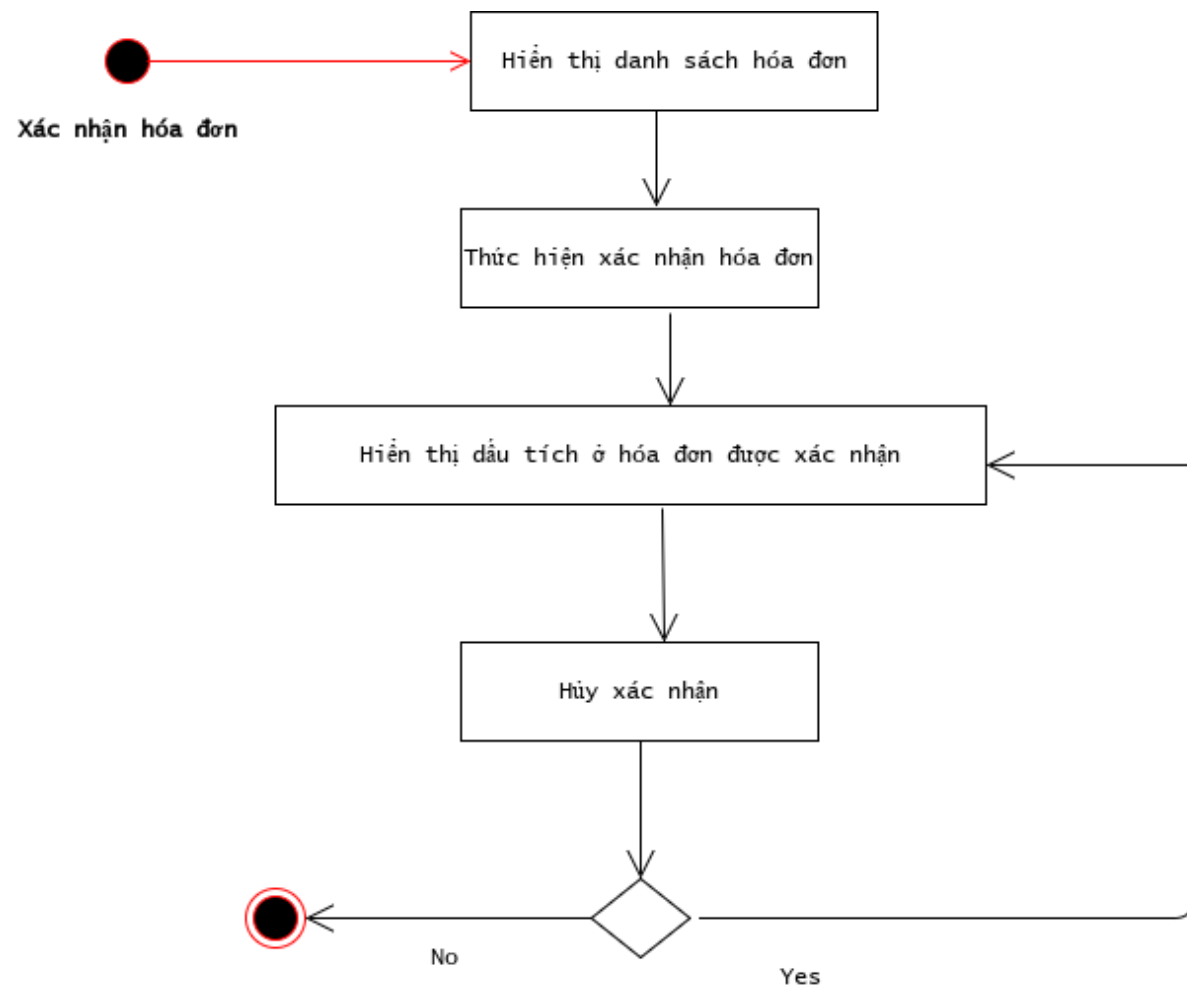 Hiển thị danh sách hóa đơn
Xác nhận hóa đơn
Thức hiện xác nhận hóa đơn
Hiển thị dấu tích ở hóa đơn được xác nhận
Hủy xác nhận
No
Yes